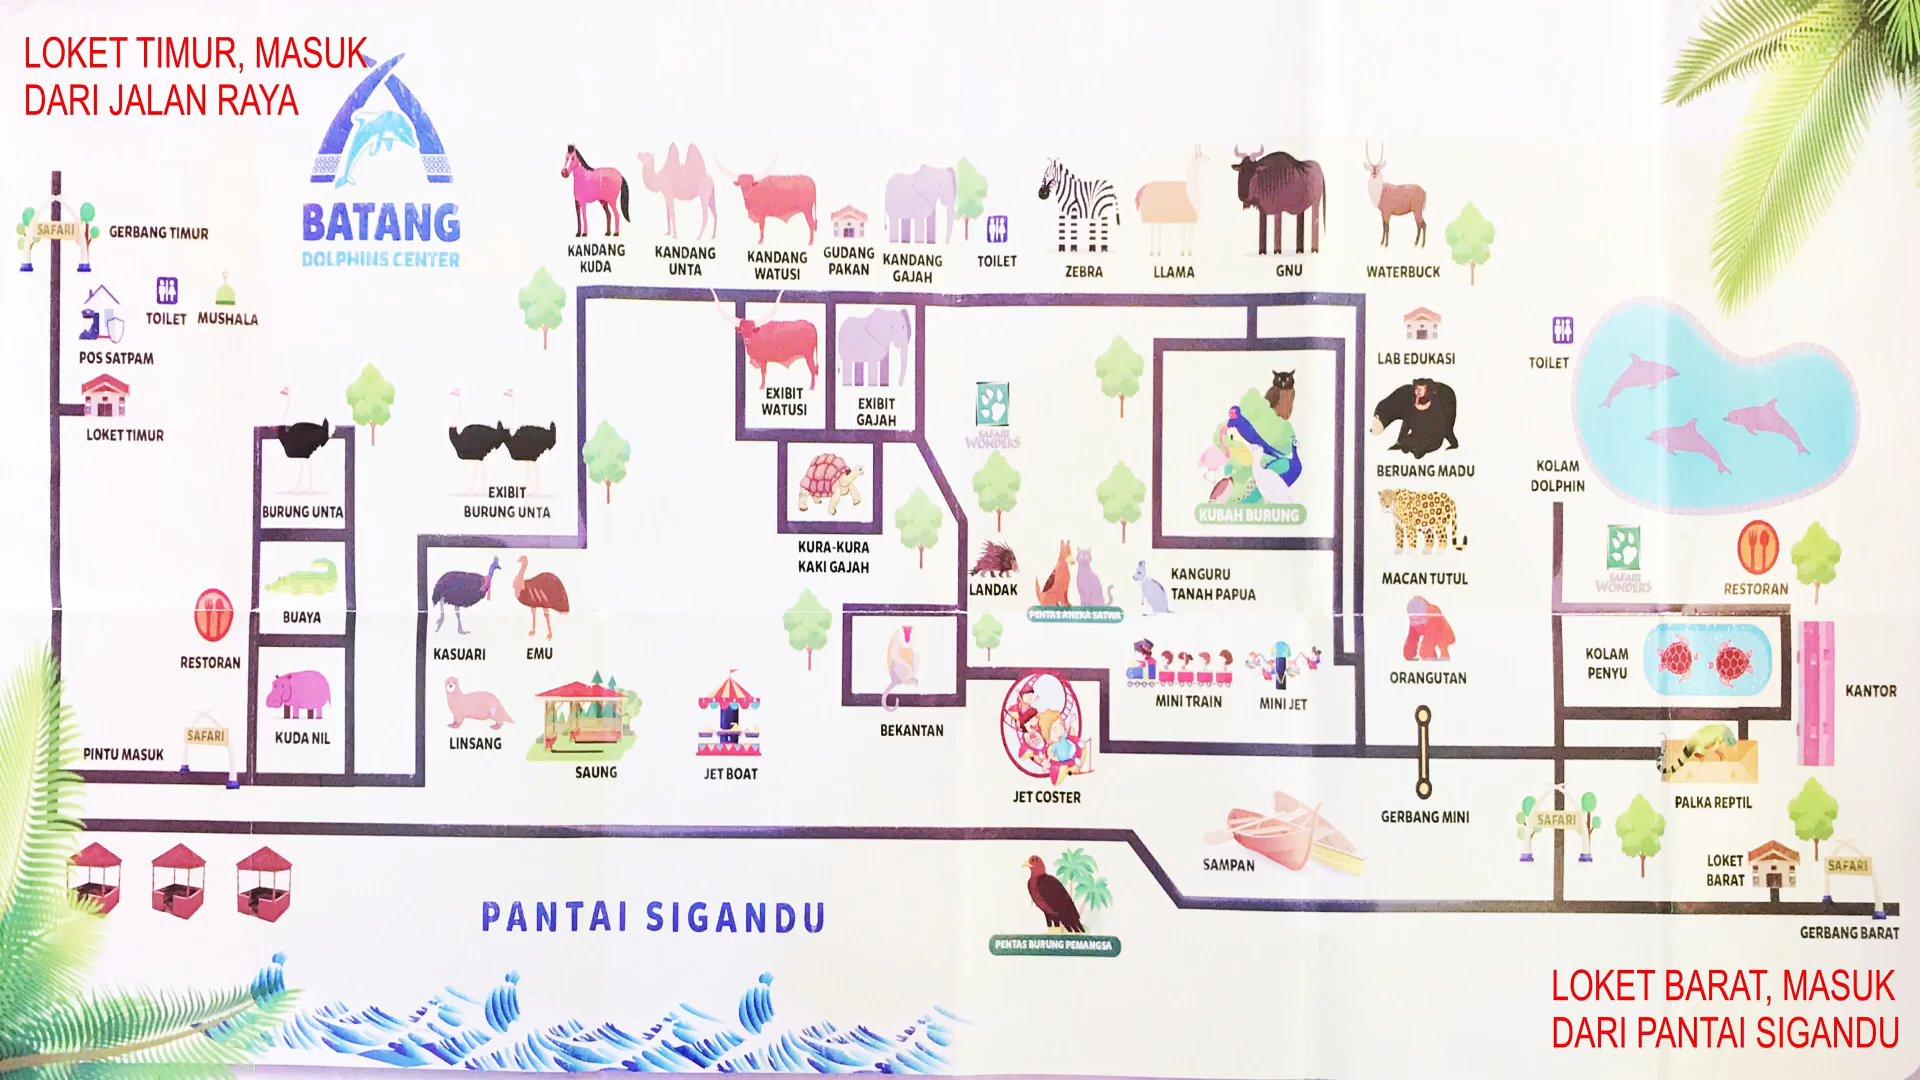 LOKET TIMUR, MASUK
DARI JALAN RAYA
BATANG
DOLPHINS CENTER
SAFARI
GERBANG TIMUR
TOILET
MUSHALA
POS SATPAM
LOKET TIMUR
KANDANG
KUDA
KANDANG
UNTA
KANDANG
WATUSI
GUDANG
PAKAN
KANDANG
GAJAH
TOILET
ZEBRA
LLAMA
GNU
WATERBUCK
EXIBIT
WATUSI
EXIBIT
GAJAH
SAFARI
WONDERS
LAB EDUKASI
TOILET
BERUANG MADU
KOLAM
DOLPHIN
BURUNG UNTA
EXIBIT
BURUNG UNTA
KUBAH BURUNG
KURA-KURA
KAKI GAJAH
LANDAK
PENTAS ANEKA SATWA
KANGURU
TANAH PAPUA
MACAN TUTUL
SAFARI
WONDERS
RESTORAN
BUAYA
RESTORAN
KASUARI
EMU
KOLAM
PENYU
ORANGUTAN
KANTOR
MINI TRAIN
MINI JET
BEKANTAN
KUDA NIL
LINSANG
SAUNG
JET BOAT
SAFARI
PINTU MASUK
JET COSTER
GERBANG MINI
PALKA REPTIL
SAFARI
SAMPAN
LOKET
BARAT
SAFARI
GERBANG BARAT
PANTAI SIGANDU
PENTAS BURUNG PEMANGSA
LOKET BARAT, MASUK
DARI PANTAI SIGANDU